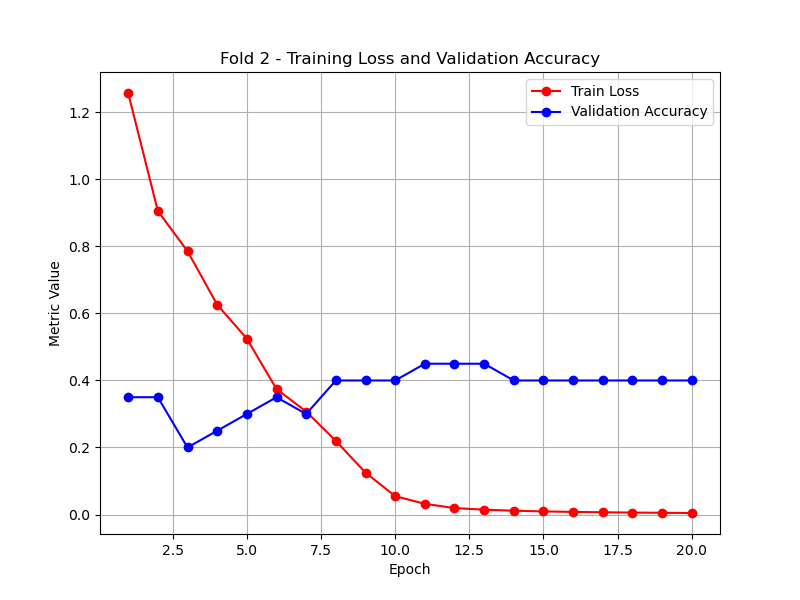 Fold 2 - Training Loss and Validation Accuracy
Train Loss
Validation Accuracy
Metric Value
1.2
1.0
0.8
0.6
0.4
0.2
0.0
2.5 5.0 7.5 10.0 12.5 15.0 17.5 20.0
Epoch